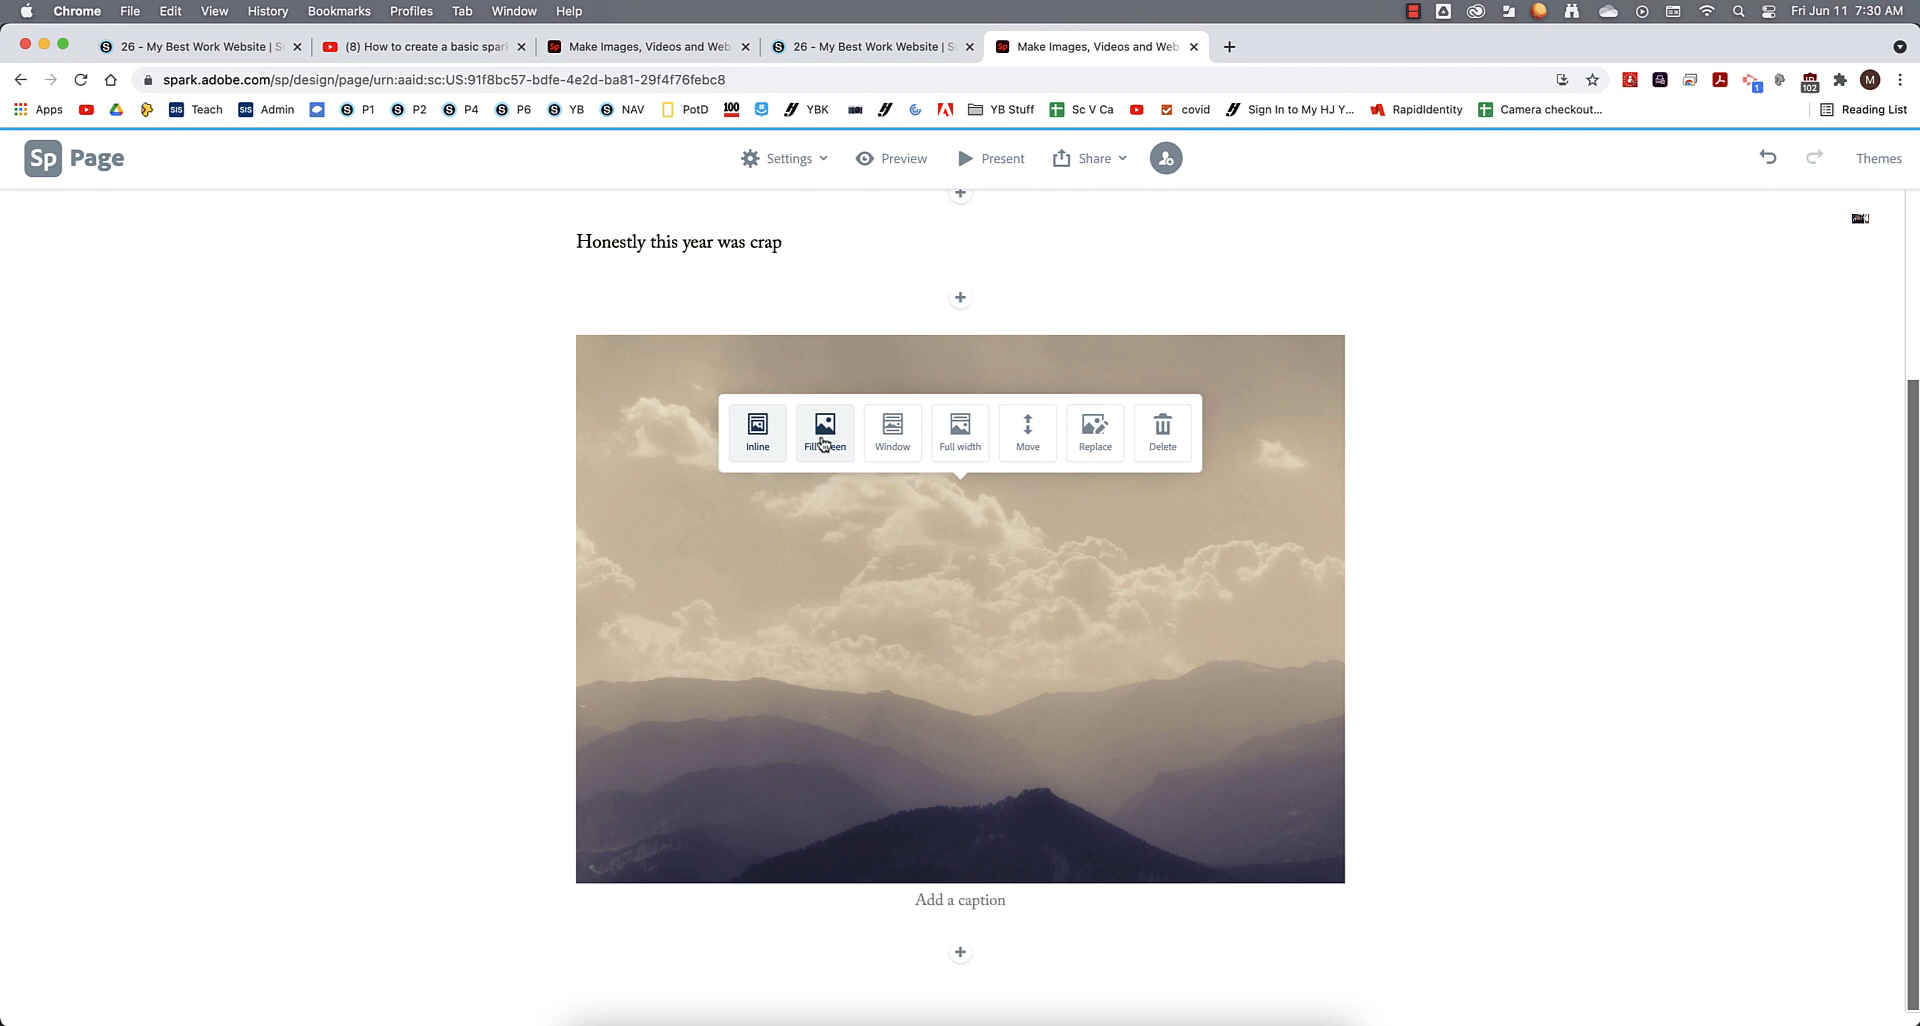 Chrome File Edit View History Bookmarks Profiles Tab Window Help Fri Jun 11 7:30 AM
26 - My Best Work Website | S (8) How to create a basic spar Make Images, Videos and Web 26 - My Best Work Website | S Make Images, Videos and Web
spark.adobe.com/sp/design/page/urn:aaid:sc:US:91f8bc57-bdfe-4e2d-ba81-29f4f76febc8 1 102 M
Apps SIS Teach SIS Admin P1 P2 P4 P6 YB NAV PotD 100 YBK YB Stuff Sc V Ca covid Sign In to My HJ Y... RapidIdentity Camera checkout... Reading List
Sp Page Settings Preview Present Share Themes
Honestly this year was crap
Inline Window Full width Move Replace Delete
Add a caption